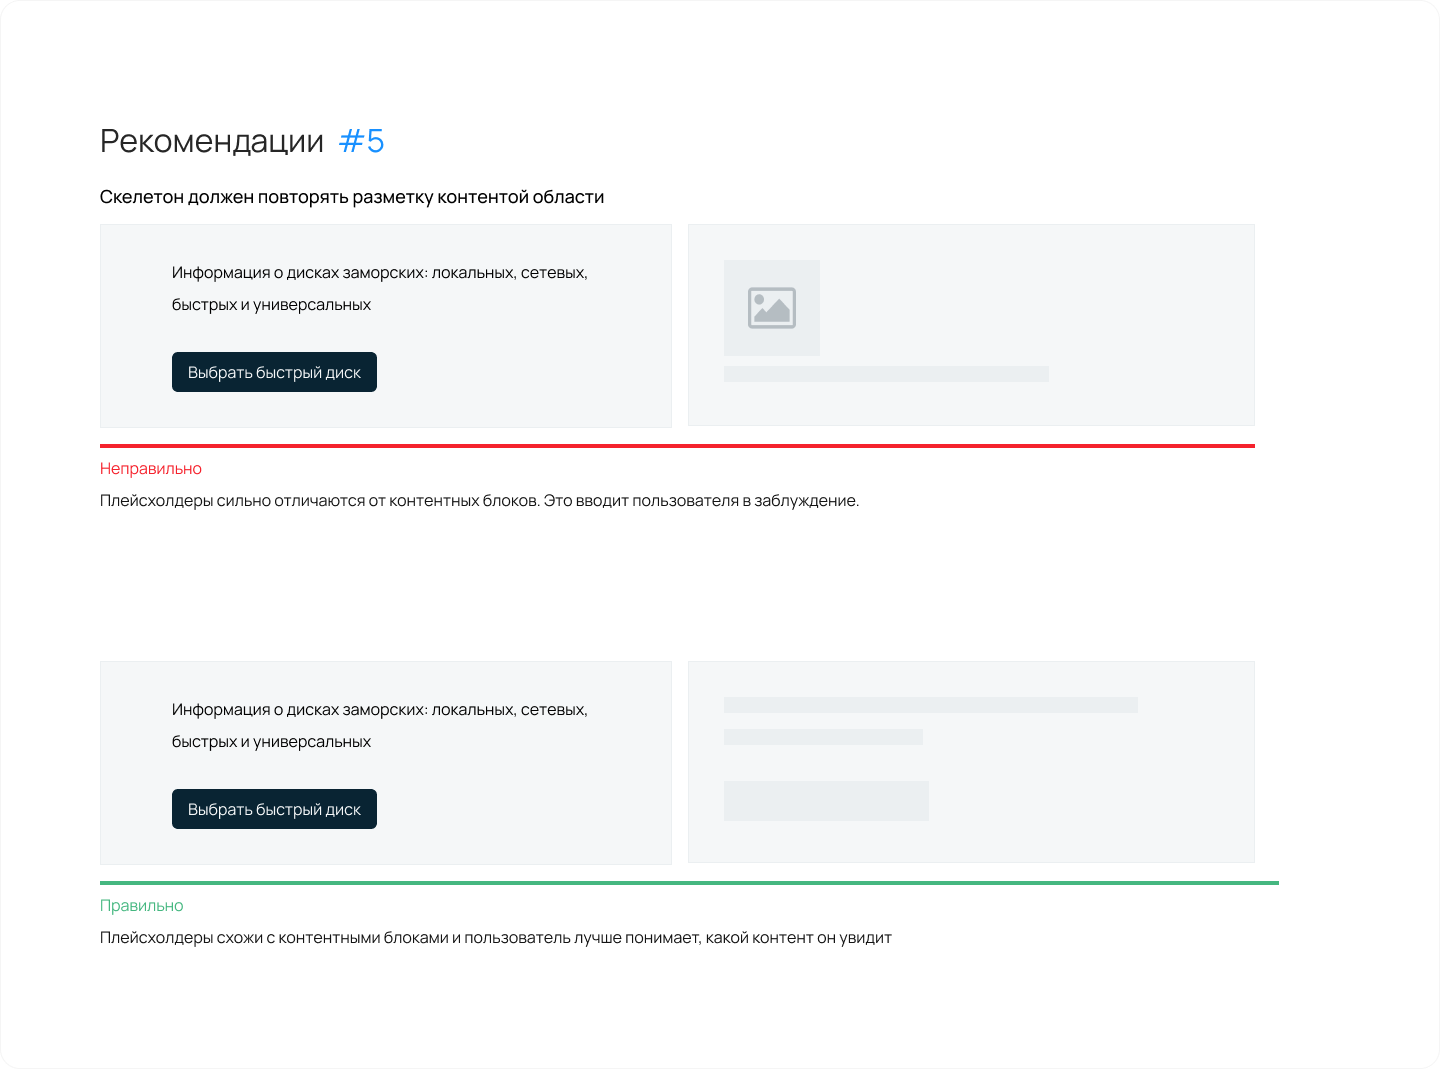 Рекомендации #5
Скелетон должен повторять разметку контентой области
Информация о дисках заморских: локальных, сетевых,
быстрых и универсальных
Выбрать быстрый диск
Неправильно
Плейсхолдеры сильно отличаются от контентных блоков. Это вводит пользователя в заблуждение.
Информация о дисках заморских: локальных, сетевых,
быстрых и универсальных
Выбрать быстрый диск
Правильно
Плейсхолдеры схожи с контентными блоками и пользователь лучше понимает, какой контент он увидит